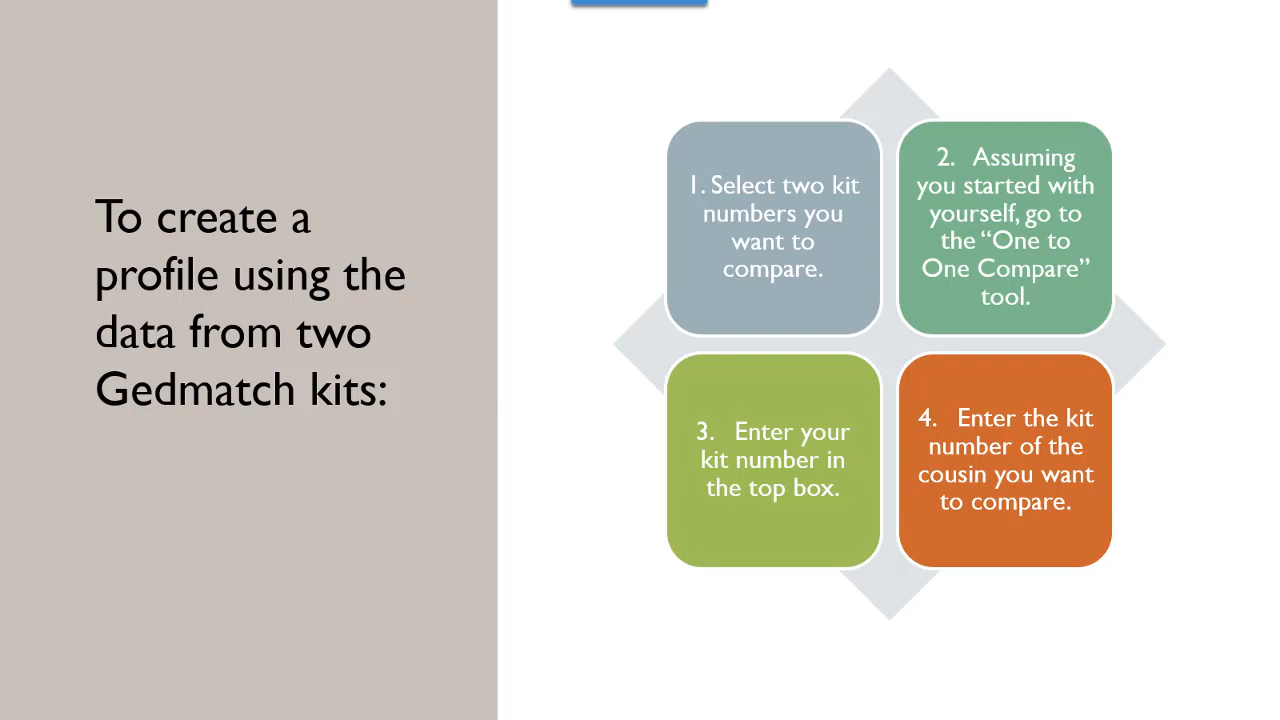 To create a
profile using the
data from two
Gedmatch kits:
1. Select two kit
numbers you
want to
compare.
2. Assuming
you started with
yourself, go to
the “One to
One Compare”
tool.
3. Enter your
kit number in
the top box.
4. Enter the kit
number of the
cousin you want
to compare.